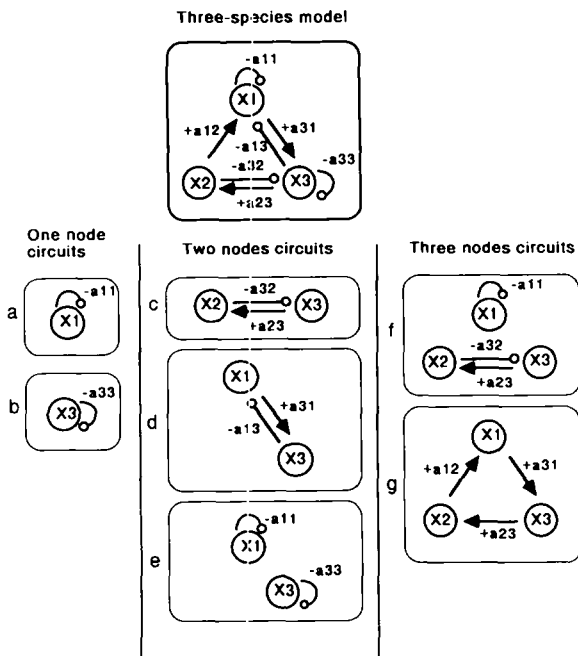 Three-species model
-a11
X1
+a12
+a31
-a13
-a32
-a33
X2
X3
+a23
One node
circuits
a
-a11
X1
b
-a33
X3
Two nodes circuits
c
-a32
X2
X3
+a23
d
X1
+a31
-a13
X3
e
-a11
X1
-a33
X3
Three nodes circuits
f
-a11
X1
-a32
X2
X3
+a23
g
X1
+a12
+a31
X2
X3
+a23